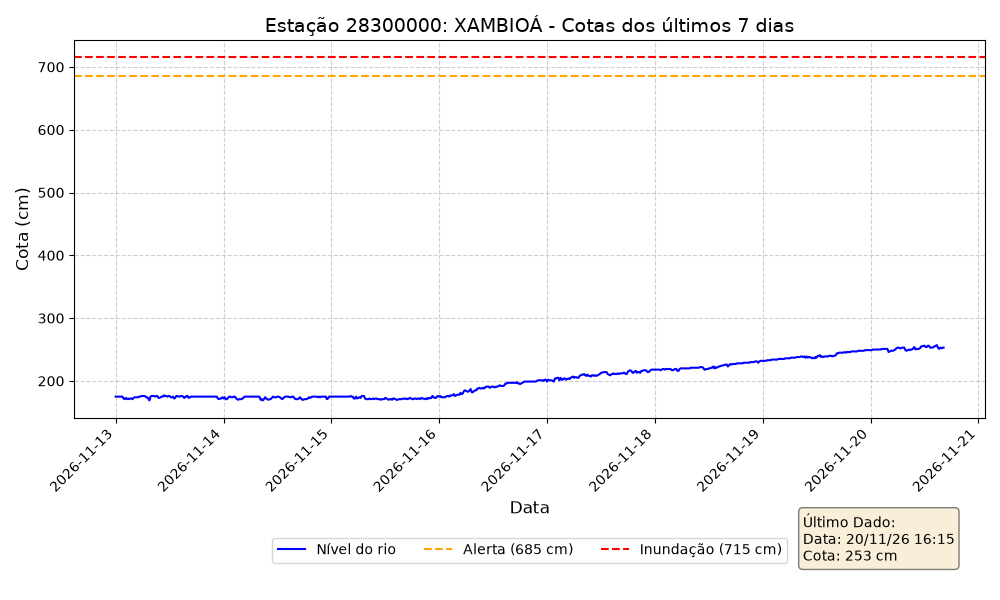 Estação 28300000: XAMBIOÁ - Cotas dos últimos 7 dias
Cota (cm)
700
600
500
400
300
200
2026-11-13
2026-11-14
2026-11-15
2026-11-16
2026-11-17
2026-11-18
2026-11-19
2026-11-20
2026-11-21
Data
Nível do rio
Alerta (685 cm)
Inundação (715 cm)
Último Dado:
Data: 20/11/26 16:15
Cota: 253 cm